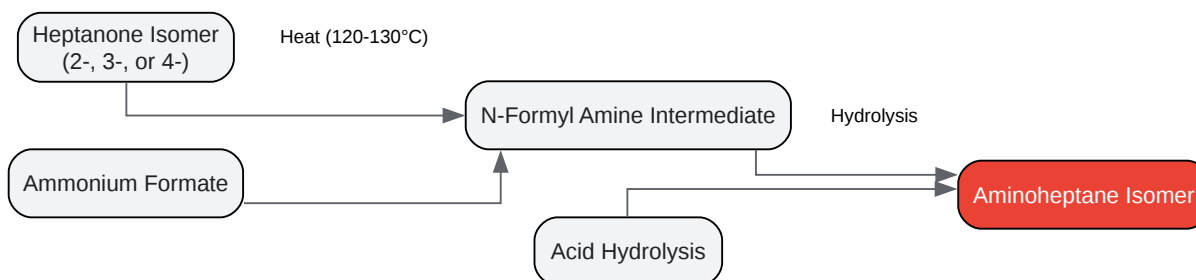 Heptanone Isomer
(2-, 3-, or 4-)
Heat (120-130°C)
N-Formyl Amine Intermediate
Hydrolysis
Ammonium Formate
Aminoheptane Isomer
Acid Hydrolysis